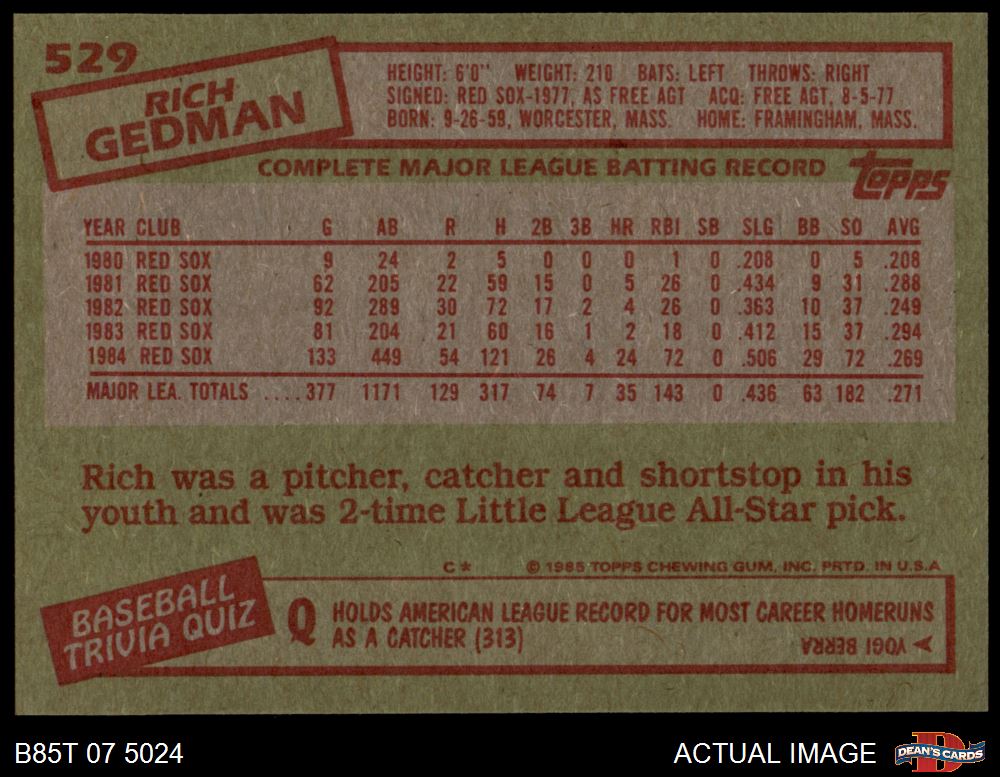 529
RICH
GEDMAN
HEIGHT: 6'0" WEIGHT: 210 BATS: LEFT THROWS: RIGHT
SIGNED: RED SOX-1977, AS FREE AGT ACQ: FREE AGT, 8-5-77
BORN: 9-26-59, WORCESTER, MASS. HOME: FRAMINGHAM, MASS.
COMPLETE MAJOR LEAGUE BATTING RECORD
topps
YEAR CLUB G AB R H 2B 3B HR RBI SB SLG BB SO AVG
1980 RED SOX 9 24 2 5 0 0 0 1 0 .208 0 5 .208
1981 RED SOX 62 205 22 59 15 0 5 26 0 .434 9 31 .288
1982 RED SOX 92 289 30 72 17 2 4 26 0 .363 10 37 .249
1983 RED SOX 81 204 21 60 16 1 2 18 0 .412 15 37 .294
1984 RED SOX 133 449 54 121 26 4 24 72 0 .506 29 72 .269
MAJOR LEA. TOTALS ....377 1171 129 317 74 7 35 143 0 .436 63 182 .271
Rich was a pitcher, catcher and shortstop in his
youth and was 2-time Little League All-Star pick.
C* © 1985 TOPPS CHEWING GUM, INC. PRTD. IN U.S.A
BASEBALL
TRIVIA QUIZ
Q HOLDS AMERICAN LEAGUE RECORD FOR MOST CAREER HOMERUNS
AS A CATCHER (313)
YOGI BERRA
B85T 07 5024
ACTUAL IMAGE
D
DEAN'S CARDS